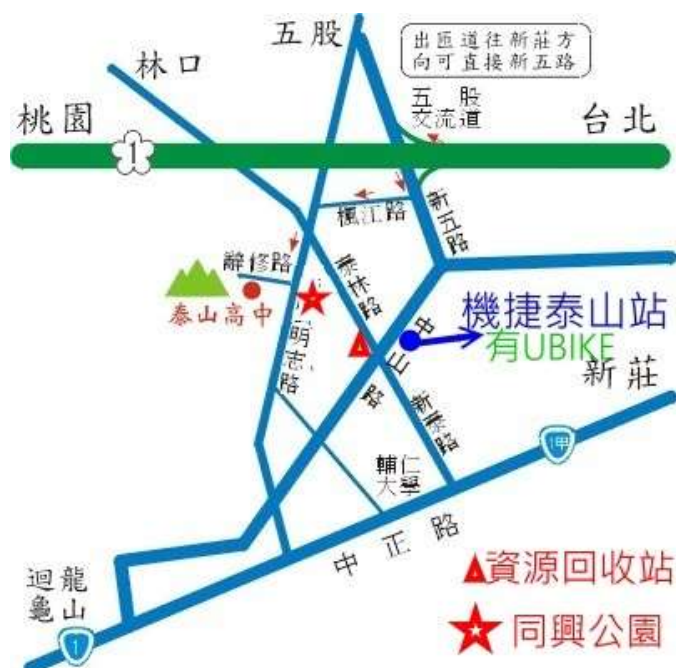 五股
出匝道往新莊方
向可直接新五路
林口
五 股
交流道
桃園
1
台北
楓江路
新五路
辭修路
泰林路
泰山高中
明志路
機捷泰山站
有UBIKE
中山路
新莊
新泰路
1甲
輔仁
大學
中正路
迴龍
龜山
1
資源回收站
同興公園